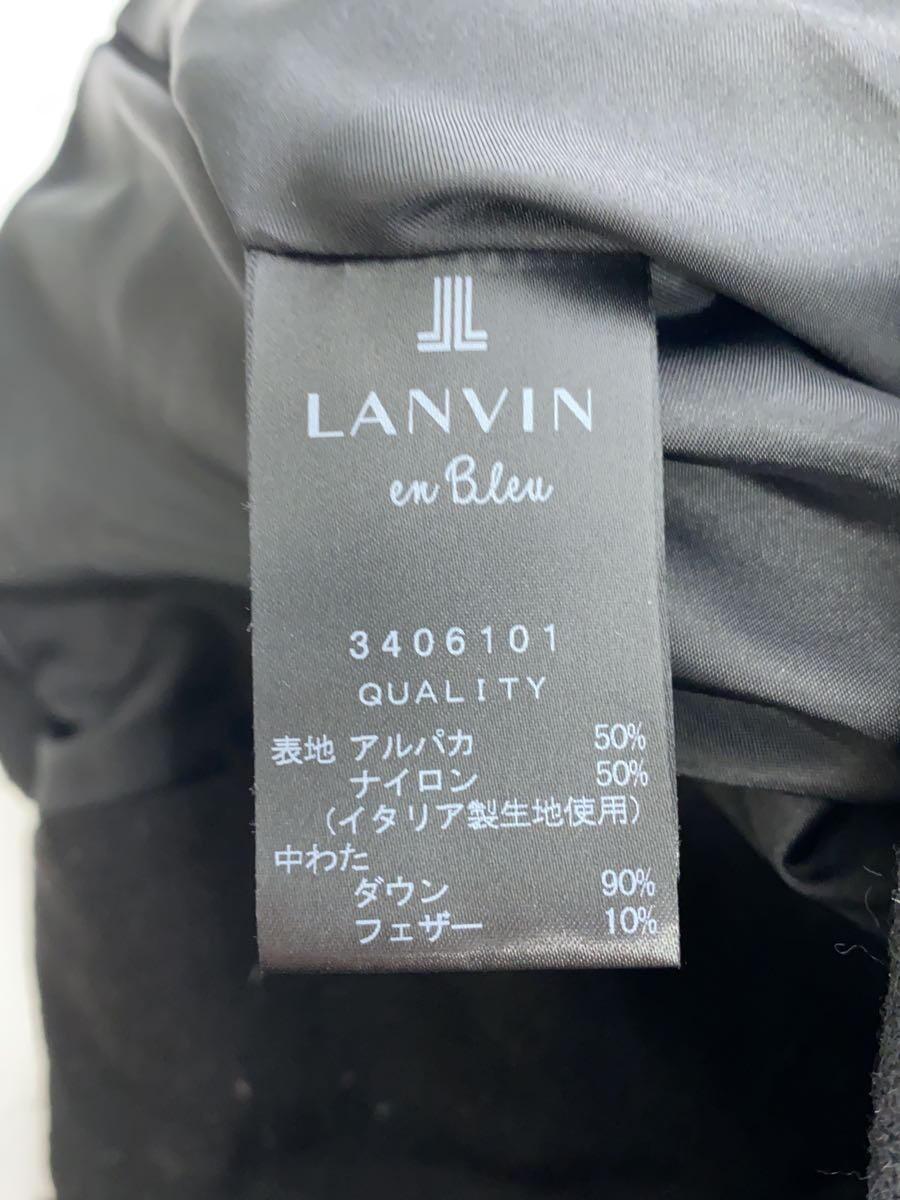 LANVIN
en Bleu
3406101
QUALITY
表地 アルパカ 50%
ナイロン 50%
(イタリア製生地使用)
中わた
ダウン 90%
フェザー 10%